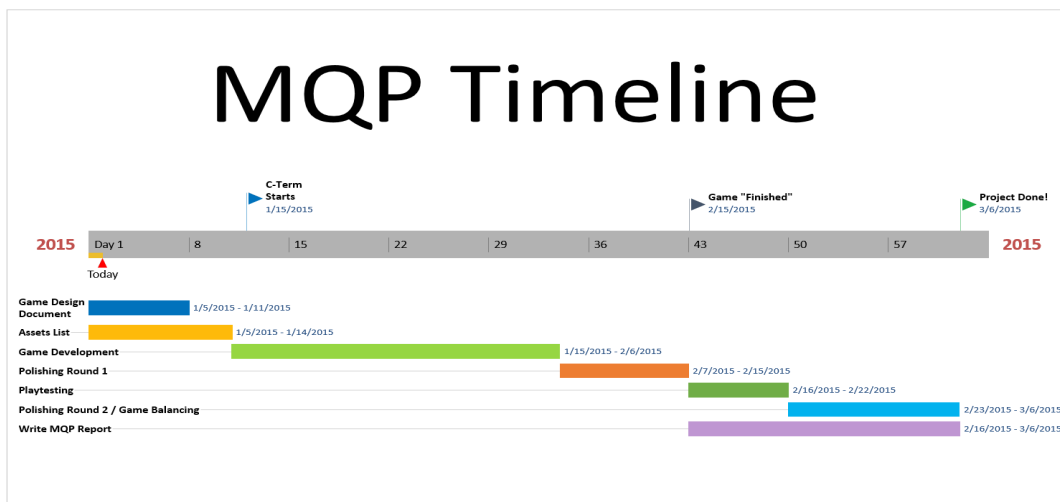 MQP Timeline
C-Term
Starts
1/15/2015
Game "Finished"
2/15/2015
Project Done!
3/6/2015
2015 Day 1 8 15 22 29 36 43 50 57 2015
Today
Game Design
Document
1/5/2015 - 1/11/2015
Assets List 1/5/2015 - 1/14/2015
Game Development 1/15/2015 - 2/6/2015
Polishing Round 1 2/7/2015 - 2/15/2015
Playtesting 2/16/2015 - 2/22/2015
Polishing Round 2 / Game Balancing 2/23/2015 - 3/6/2015
Write MQP Report 2/16/2015 - 3/6/2015